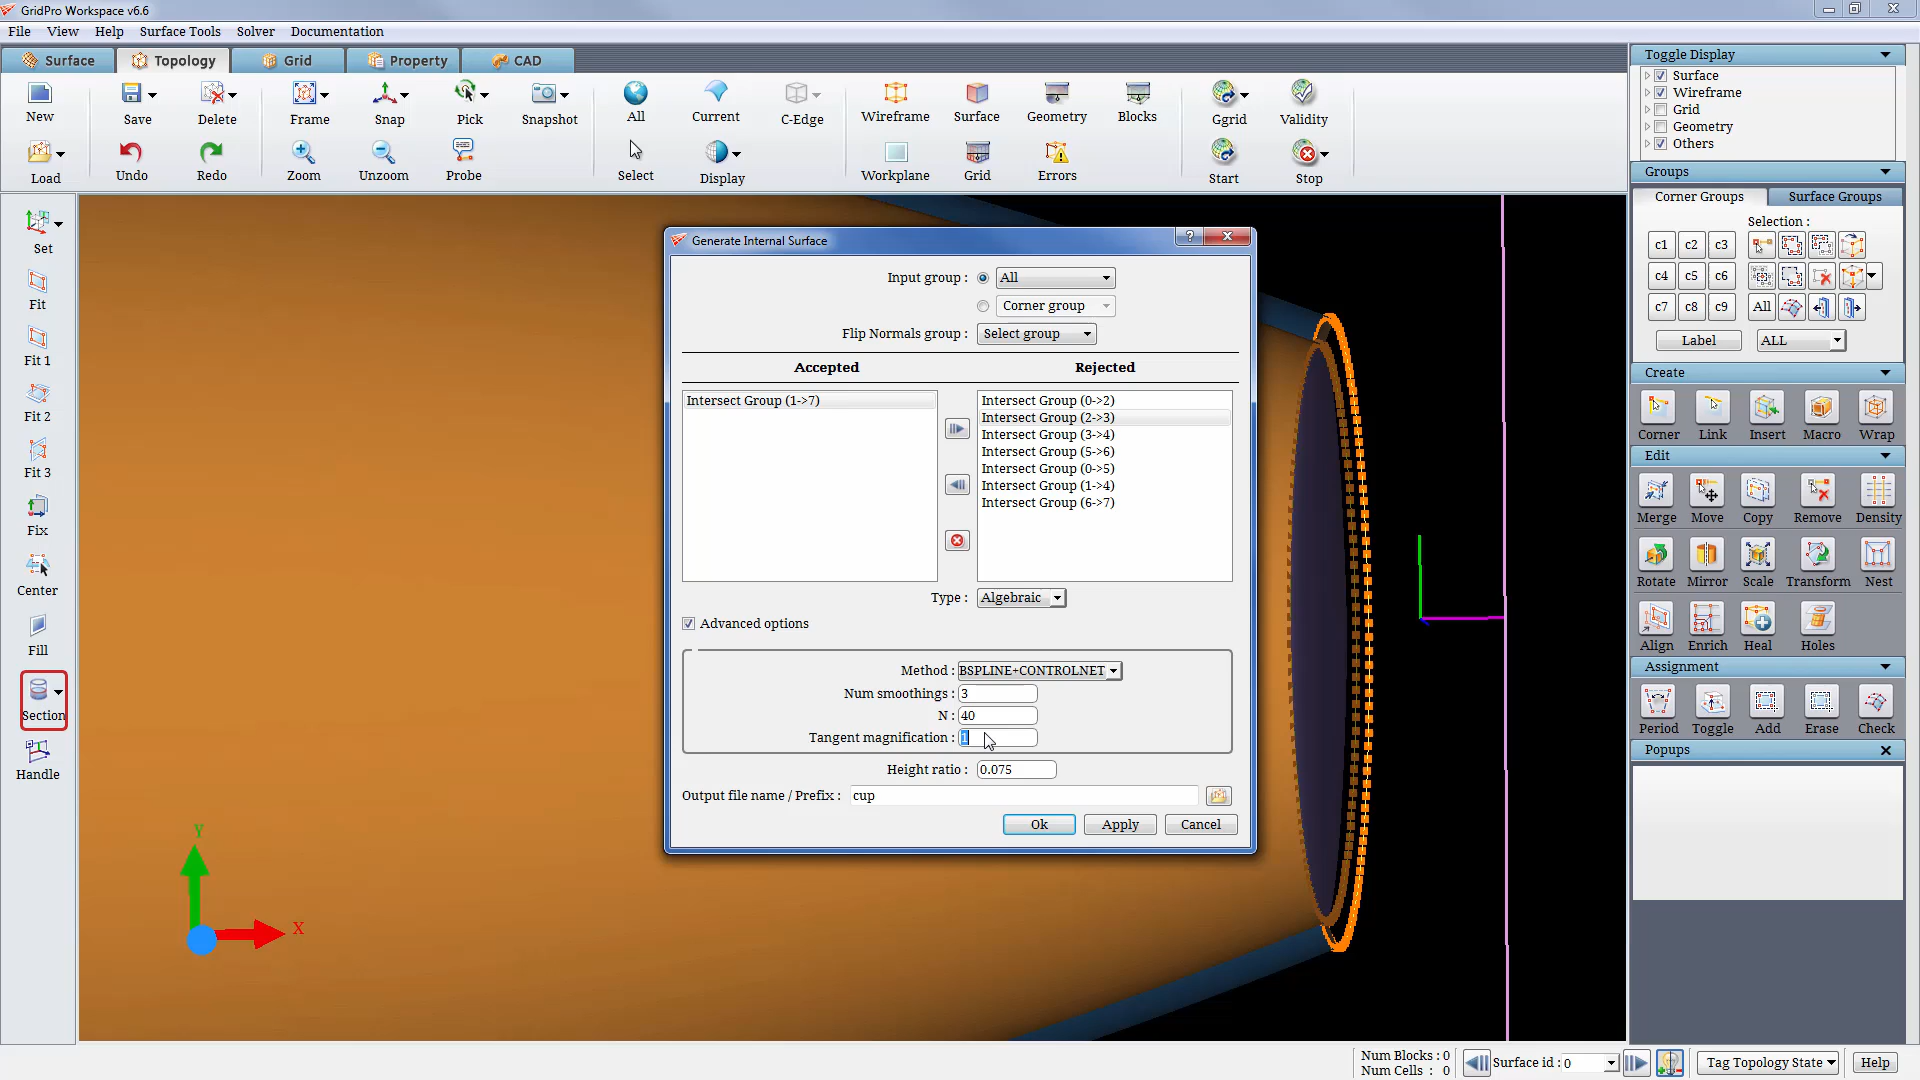 GridPro Workspace v6.6
File View Help Surface Tools Solver Documentation
Surface Topology Grid Property CAD
New Save Delete Frame Snap Pick Snapshot All Current C-Edge Wireframe Surface Geometry Blocks Ggrid Validity
Load Undo Redo Zoom Unzoom Probe Select Display Workplane Grid Errors Start Stop
Set
Fit
Fit 1
Fit 2
Fit 3
Fix
Center
Fill
Section
Handle
Y
X
Generate Internal Surface
?
Input group : All
Corner group
Flip Normals group : Select group
Accepted Rejected
Intersect Group (1->7)
Intersect Group (0->2)
Intersect Group (2->3)
Intersect Group (3->4)
Intersect Group (5->6)
Intersect Group (0->5)
Intersect Group (1->4)
Intersect Group (6->7)
Type : Algebraic
Advanced options
Method : BSPLINE+CONTROLNET
Num smoothings : 3
N : 40
Tangent magnification : 1
Height ratio : 0.075
Output file name / Prefix : cup
Ok Apply Cancel
Toggle Display
Surface
Wireframe
Grid
Geometry
Others
Groups
Corner Groups Surface Groups
Selection :
c1 c2 c3
c4 c5 c6
c7 c8 c9 All
Label ALL
Create
Corner Link Insert Macro Wrap
Edit
Merge Move Copy Remove Density
Rotate Mirror Scale Transform Nest
Align Enrich Heal Holes
Assignment
Period Toggle Add Erase Check
Popups
Num Blocks : 0
Num Cells : 0
Surface id : 0
Tag Topology State
Help